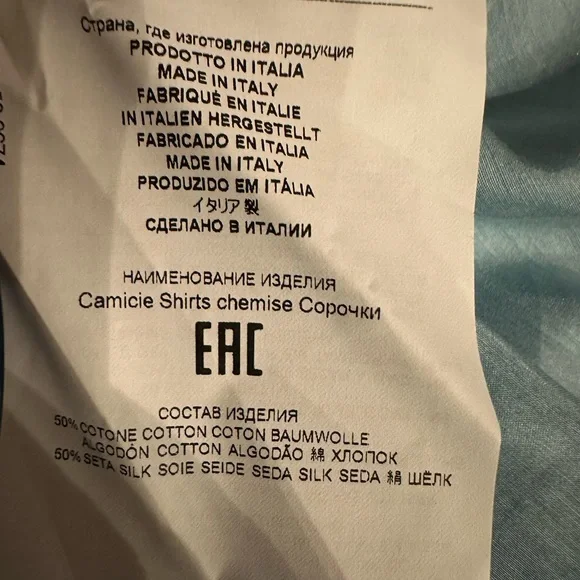 Страна, где изготовлена продукция
PRODOTTO IN ITALIA
MADE IN ITALY
FABRIQUÉ EN ITALIE
IN ITALIEN HERGESTELLT
FABRICADO EN ITALIA
MADE IN ITALY
PRODUZIDO EM ITÁLIA
イタリア製
СДЕЛАНО В ИТАЛИИ
НАИМЕНОВАНИЕ ИЗДЕЛИЯ
Camicie Shirts chemise Сорочки
EAC
СОСТАВ ИЗДЕЛИЯ
50% COTONE COTTON COTON BAUMWOLLE
ALGODÓN COTTON ALGODÃO 綿 ХЛОПОК
50% SETA SILK SOIE SEIDE SEDA SILK SEDA 絹 ШЁЛК